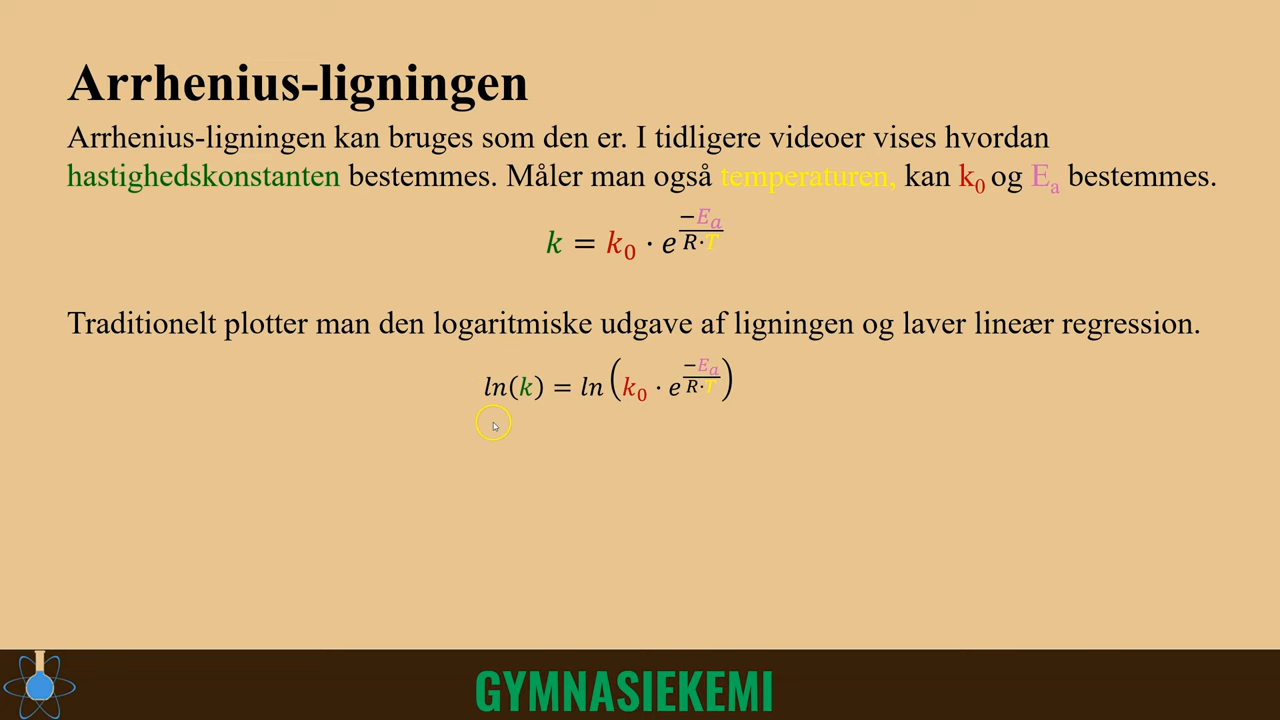 Arrhenius-ligningen
Arrhenius-ligningen kan bruges som den er. I tidligere videoer vises hvordan
hastighedskonstanten bestemmes. Måler man også temperaturen, kan k₀ og Eₐ bestemmes.
k = k₀ · e^(−Eₐ/(R·T))
Traditionelt plotter man den logaritmiske udgave af ligningen og laver lineær regression.
ln(k) = ln(k₀ · e^(−Eₐ/(R·T)))
GYMNASIEKEMI